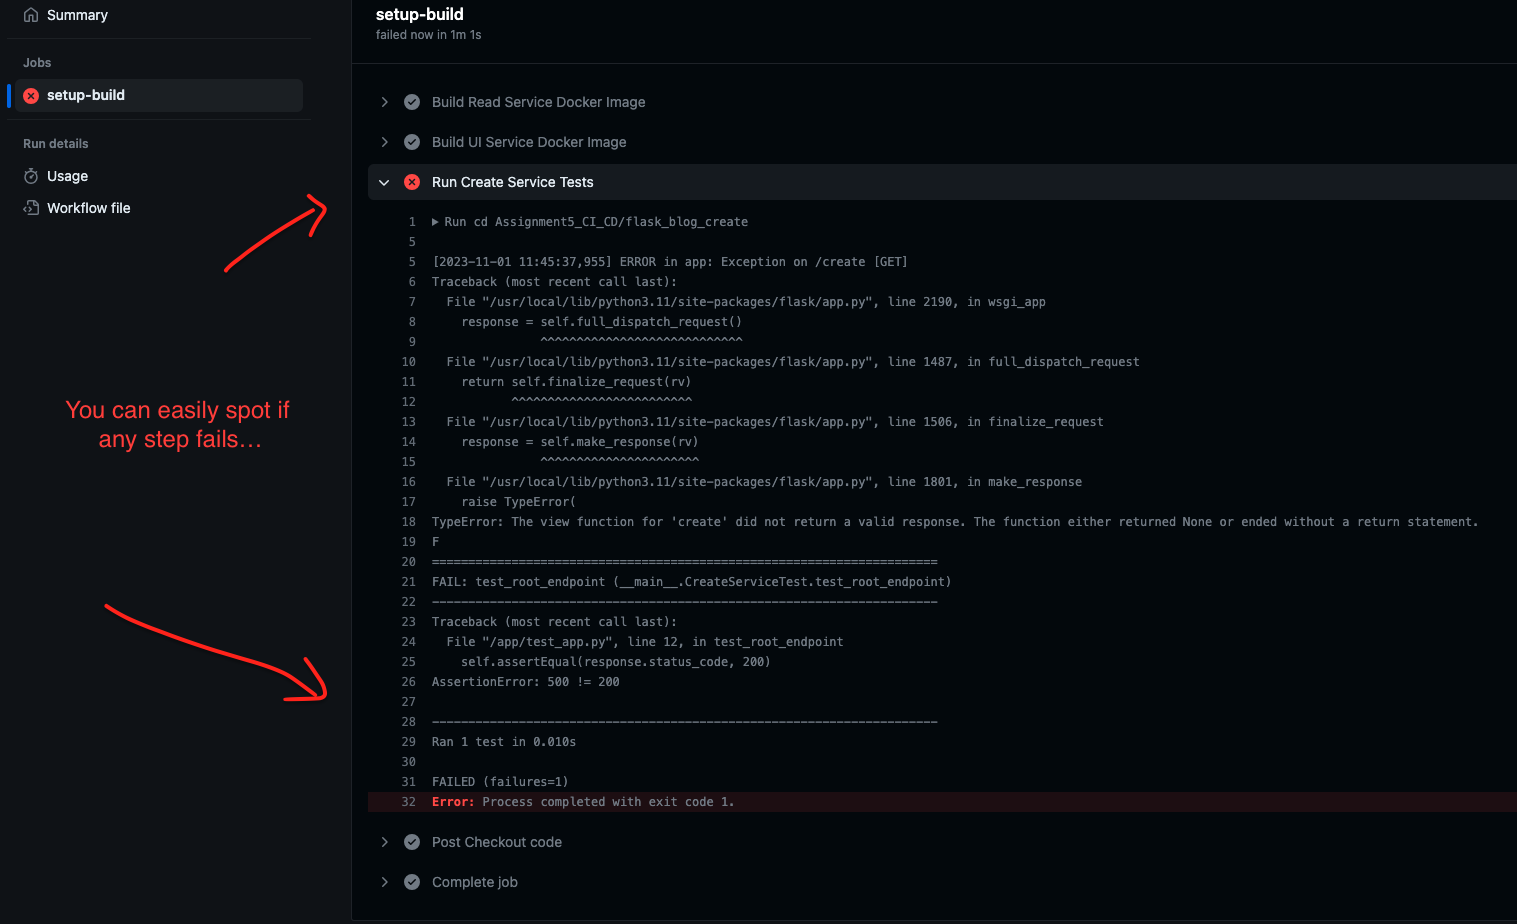 Summary
Jobs
setup-build
Run details
Usage
Workflow file
You can easily spot if
any step fails...
setup-build
failed now in 1m 1s
Build Read Service Docker Image
Build UI Service Docker Image
Run Create Service Tests
1 Run cd Assignment5_CI_CD/flask_blog_create
5
5 [2023-11-01 11:45:37,955] ERROR in app: Exception on /create [GET]
6 Traceback (most recent call last):
7 File "/usr/local/lib/python3.11/site-packages/flask/app.py", line 2190, in wsgi_app
8 response = self.full_dispatch_request()
9 ^^^^^^^^^^^^^^^^^^^^^^^^^^^^
10 File "/usr/local/lib/python3.11/site-packages/flask/app.py", line 1487, in full_dispatch_request
11 return self.finalize_request(rv)
12 ^^^^^^^^^^^^^^^^^^^^^^^^^
13 File "/usr/local/lib/python3.11/site-packages/flask/app.py", line 1506, in finalize_request
14 response = self.make_response(rv)
15 ^^^^^^^^^^^^^^^^^^^^^^
16 File "/usr/local/lib/python3.11/site-packages/flask/app.py", line 1801, in make_response
17 raise TypeError(
18 TypeError: The view function for 'create' did not return a valid response. The function either returned None or ended without a return statement.
19 F
20 ======================================================================
21 FAIL: test_root_endpoint (__main__.CreateServiceTest.test_root_endpoint)
22 ----------------------------------------------------------------------
23 Traceback (most recent call last):
24 File "/app/test_app.py", line 12, in test_root_endpoint
25 self.assertEqual(response.status_code, 200)
26 AssertionError: 500 != 200
27
28 ----------------------------------------------------------------------
29 Ran 1 test in 0.010s
30
31 FAILED (failures=1)
32 Error: Process completed with exit code 1.
Post Checkout code
Complete job